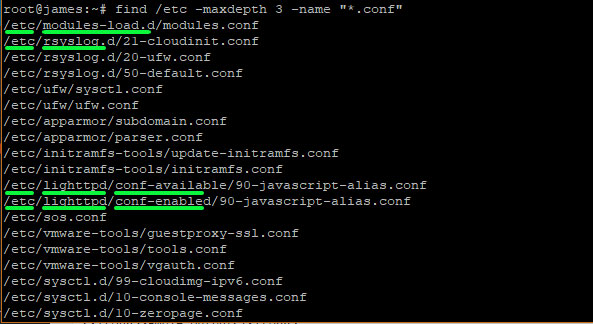 root@james:~# find /etc -maxdepth 3 -name "*.conf"
/etc/modules-load.d/modules.conf
/etc/rsyslog.d/21-cloudinit.conf
/etc/rsyslog.d/20-ufw.conf
/etc/rsyslog.d/50-default.conf
/etc/ufw/sysctl.conf
/etc/ufw/ufw.conf
/etc/apparmor/subdomain.conf
/etc/apparmor/parser.conf
/etc/initramfs-tools/update-initramfs.conf
/etc/initramfs-tools/initramfs.conf
/etc/lighttpd/conf-available/90-javascript-alias.conf
/etc/lighttpd/conf-enabled/90-javascript-alias.conf
/etc/sos.conf
/etc/vmware-tools/guestproxy-ssl.conf
/etc/vmware-tools/tools.conf
/etc/vmware-tools/vgauth.conf
/etc/sysctl.d/99-cloudimg-ipv6.conf
/etc/sysctl.d/10-console-messages.conf
/etc/sysctl.d/10-zeropage.conf